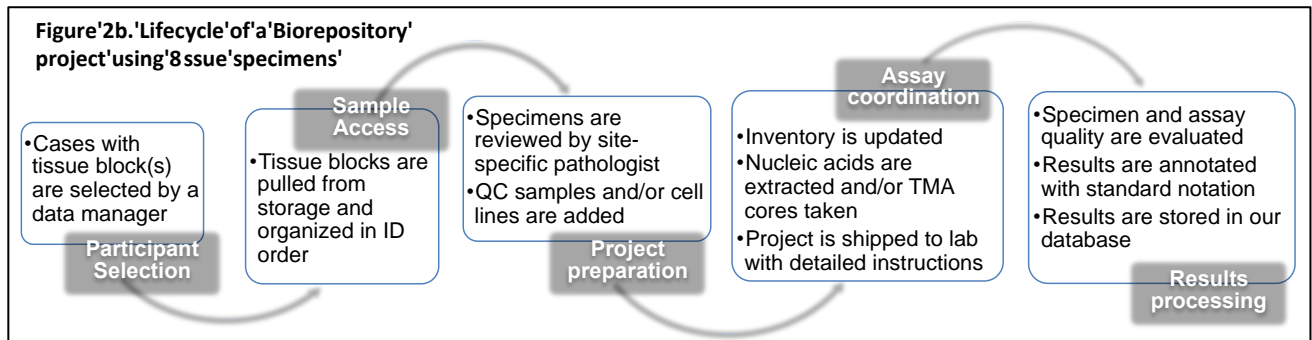 Figure'2b.'Lifecycle'of'a'Biorepository'
project'using'8ssue'specimens'
•Cases with
tissue block(s)
are selected by a
data manager
Participant
Selection
Sample
Access
•Tissue blocks are
pulled from
storage and
organized in ID
order
•Specimens are
reviewed by site-
specific pathologist
•QC samples and/or cell
lines are added
Project
preparation
Assay
coordination
•Inventory is updated
•Nucleic acids are
extracted and/or TMA
cores taken
•Project is shipped to lab
with detailed instructions
•Specimen and assay
quality are evaluated
•Results are annotated
with standard notation
•Results are stored in our
database
Results
processing